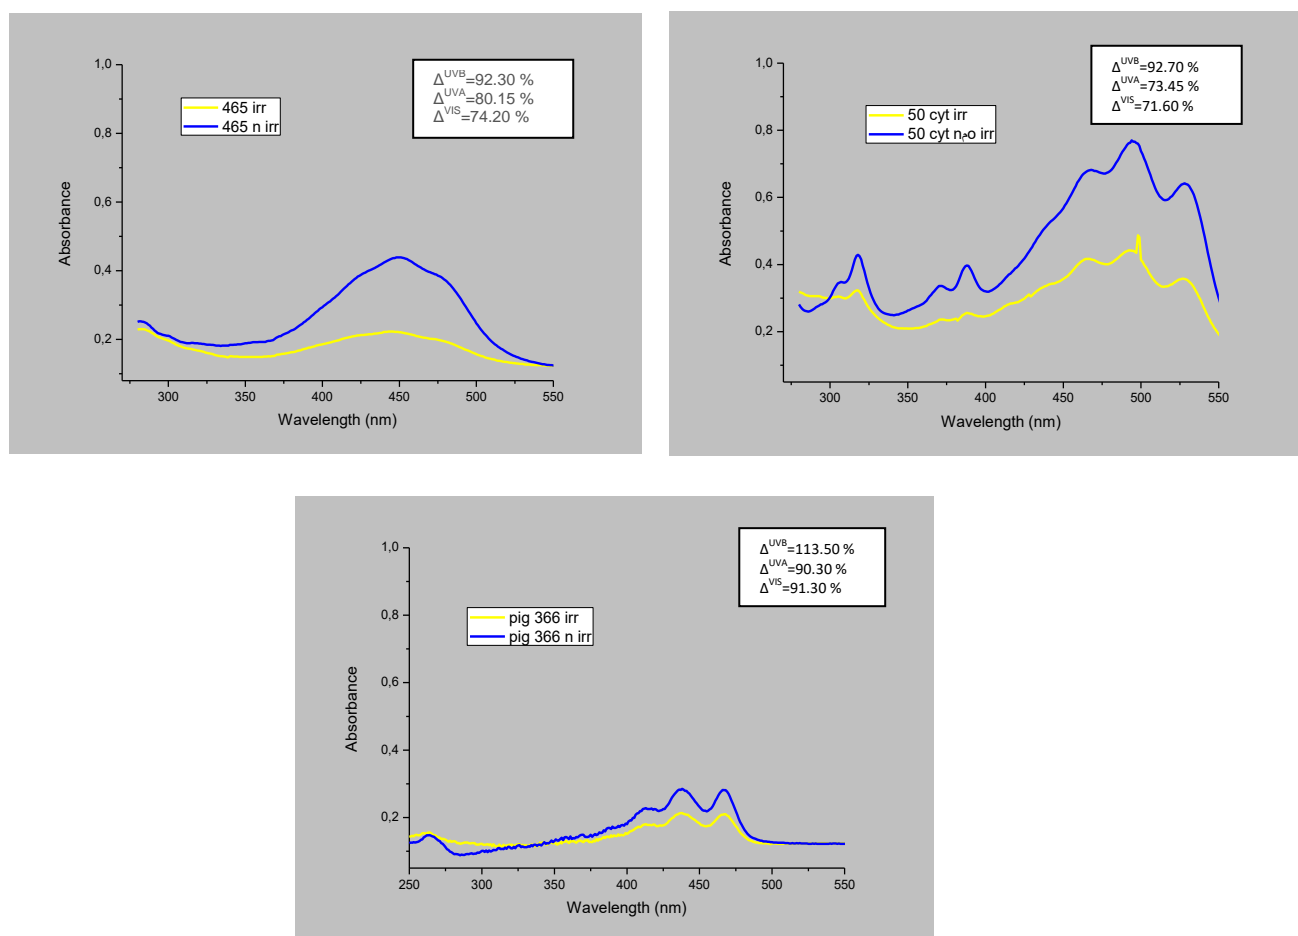 Δ^UVB=92.30 %
Δ^UVA=80.15 %
Δ^VIS=74.20 %
465 irr
465 n irr
1,0
0,8
0,6
0,4
0,2
Absorbance
300 350 400 450 500 550
Wavelength (nm)
Δ^UVB=92.70 %
Δ^UVA=73.45 %
Δ^VIS=71.60 %
50 cyt irr
50 cyt irr
1,0
0,8
0,6
0,4
0,2
Absorbance
300 350 400 450 500 550
Wavelength (nm)
Δ^UVB=113.50 %
Δ^UVA=90.30 %
Δ^VIS=91.30 %
pig 366 irr
pig 366 n irr
1,0
0,8
0,6
0,4
0,2
Absorbance
250 300 350 400 450 500 550
Wavelength (nm)